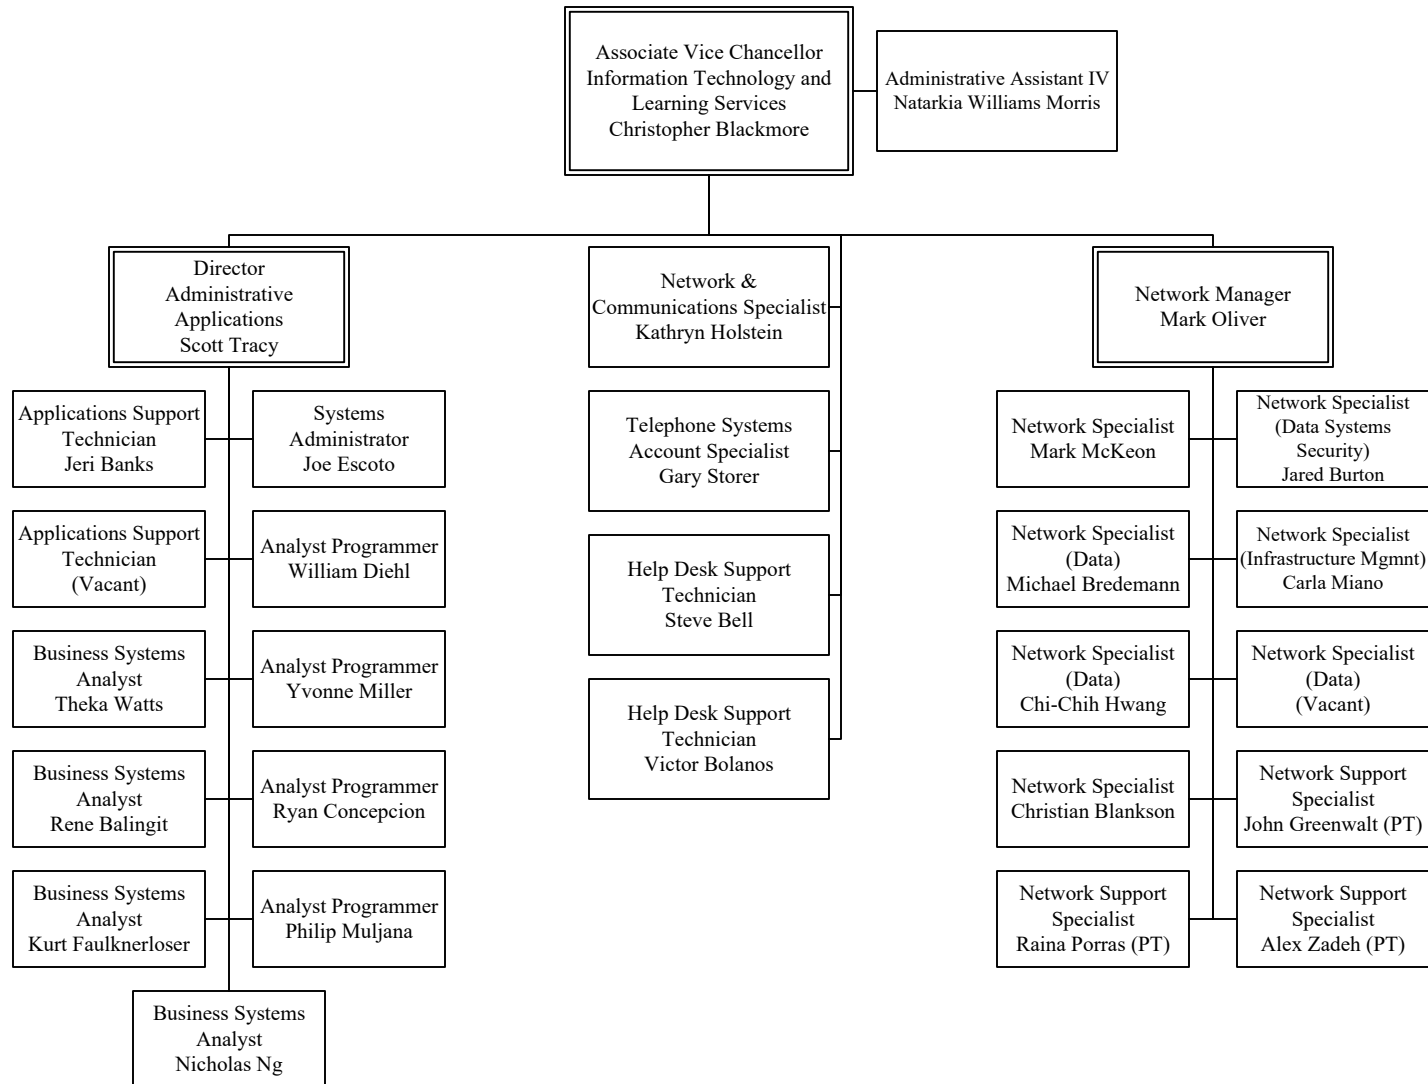 Associate Vice Chancellor
Information Technology and
Learning Services
Christopher Blackmore
Administrative Assistant IV
Natarkia Williams Morris
Director
Administrative
Applications
Scott Tracy
Network &
Communications Specialist
Kathryn Holstein
Network Manager
Mark Oliver
Applications Support
Technician
Jeri Banks
Systems
Administrator
Joe Escoto
Telephone Systems
Account Specialist
Gary Storer
Network Specialist
Mark McKeon
Network Specialist
(Data Systems
Security)
Jared Burton
Applications Support
Technician
(Vacant)
Analyst Programmer
William Diehl
Help Desk Support
Technician
Steve Bell
Network Specialist
(Data)
Michael Bredemann
Network Specialist
(Infrastructure Mgmnt)
Carla Miano
Business Systems
Analyst
Theka Watts
Analyst Programmer
Yvonne Miller
Help Desk Support
Technician
Victor Bolanos
Network Specialist
(Data)
Chi-Chih Hwang
Network Specialist
(Data)
(Vacant)
Business Systems
Analyst
Rene Balingit
Analyst Programmer
Ryan Concepcion
Network Specialist
Christian Blankson
Network Support
Specialist
John Greenwalt (PT)
Business Systems
Analyst
Kurt Faulknerloser
Analyst Programmer
Philip Muljana
Network Support
Specialist
Raina Porras (PT)
Network Support
Specialist
Alex Zadeh (PT)
Business Systems
Analyst
Nicholas Ng